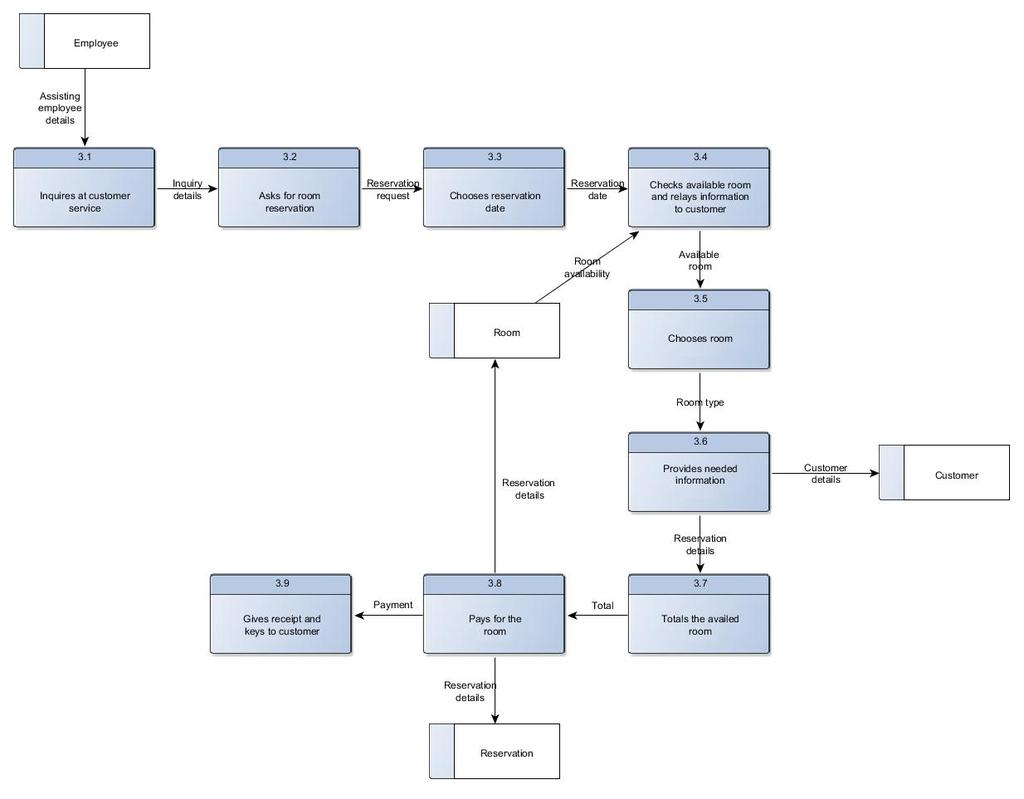 Employee
Assisting
employee
details
3.1
Inquires at customer
service
Inquiry
details
3.2
Asks for room
reservation
Reservation
request
3.3
Chooses reservation
date
Reservation
date
3.4
Checks available room
and relays information
to customer
Room
availability
Available
room
Room
3.5
Chooses room
Room type
3.6
Provides needed
information
Customer
details
Customer
Reservation
details
Reservation
details
3.9
Gives receipt and
keys to customer
Payment
3.8
Pays for the
room
Total
3.7
Totals the availed
room
Reservation
details
Reservation